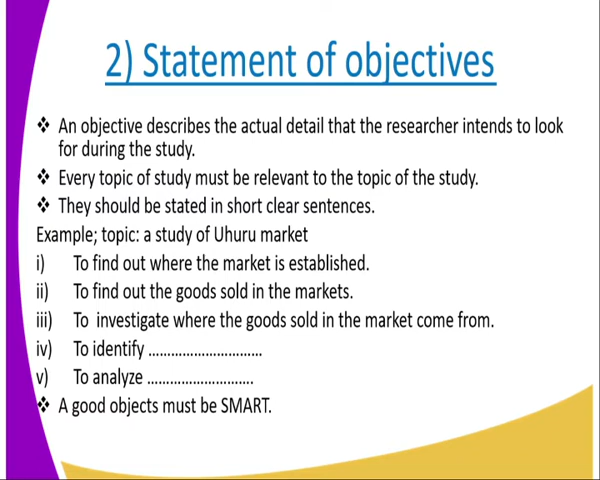 2) Statement of objectives
❖ An objective describes the actual detail that the researcher intends to look
for during the study.
❖ Every topic of study must be relevant to the topic of the study.
❖ They should be stated in short clear sentences.
Example; topic: a study of Uhuru market
i) To find out where the market is established.
ii) To find out the goods sold in the markets.
iii) To investigate where the goods sold in the market come from.
iv) To identify ..............................
v) To analyze ............................
❖ A good objects must be SMART.